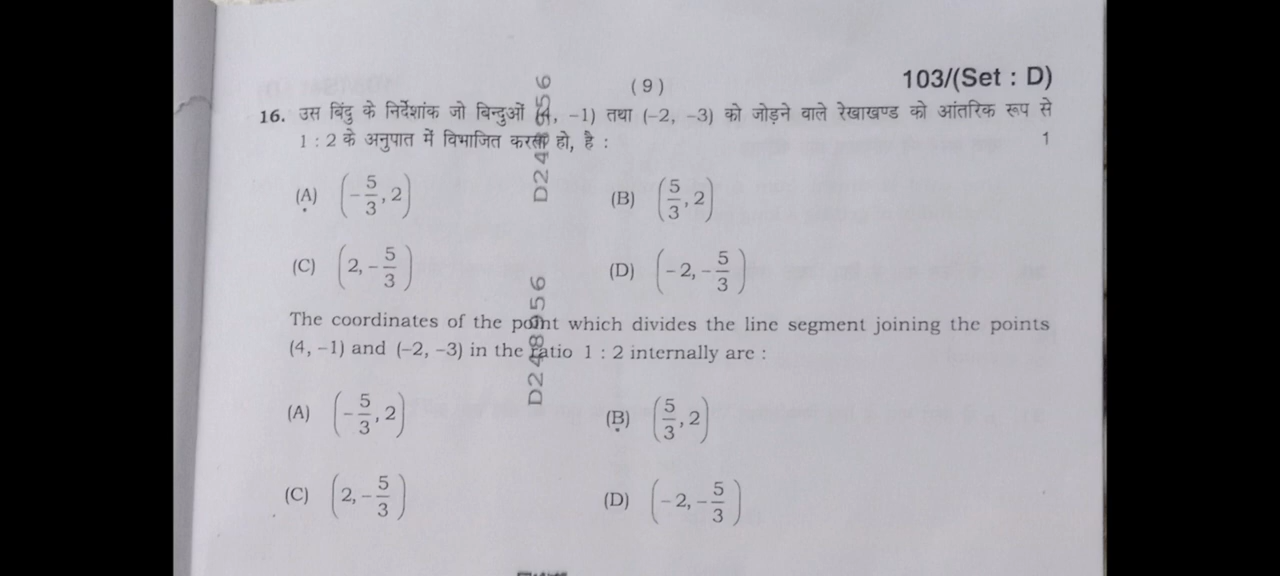 (9)
103/(Set : D)
16. उस बिंदु के निर्देशांक जो बिन्दुओं (4, −1) तथा (−2, −3) को जोड़ने वाले रेखाखण्ड को आंतरिक रूप से
1 : 2 के अनुपात में विभाजित करता हो, है : 1
(A) (−5/3, 2) (B) (5/3, 2)
(C) (2, −5/3) (D) (−2, −5/3)
The coordinates of the point which divides the line segment joining the points
(4, −1) and (−2, −3) in the ratio 1 : 2 internally are :
(A) (−5/3, 2) (B) (5/3, 2)
(C) (2, −5/3) (D) (−2, −5/3)
D248956